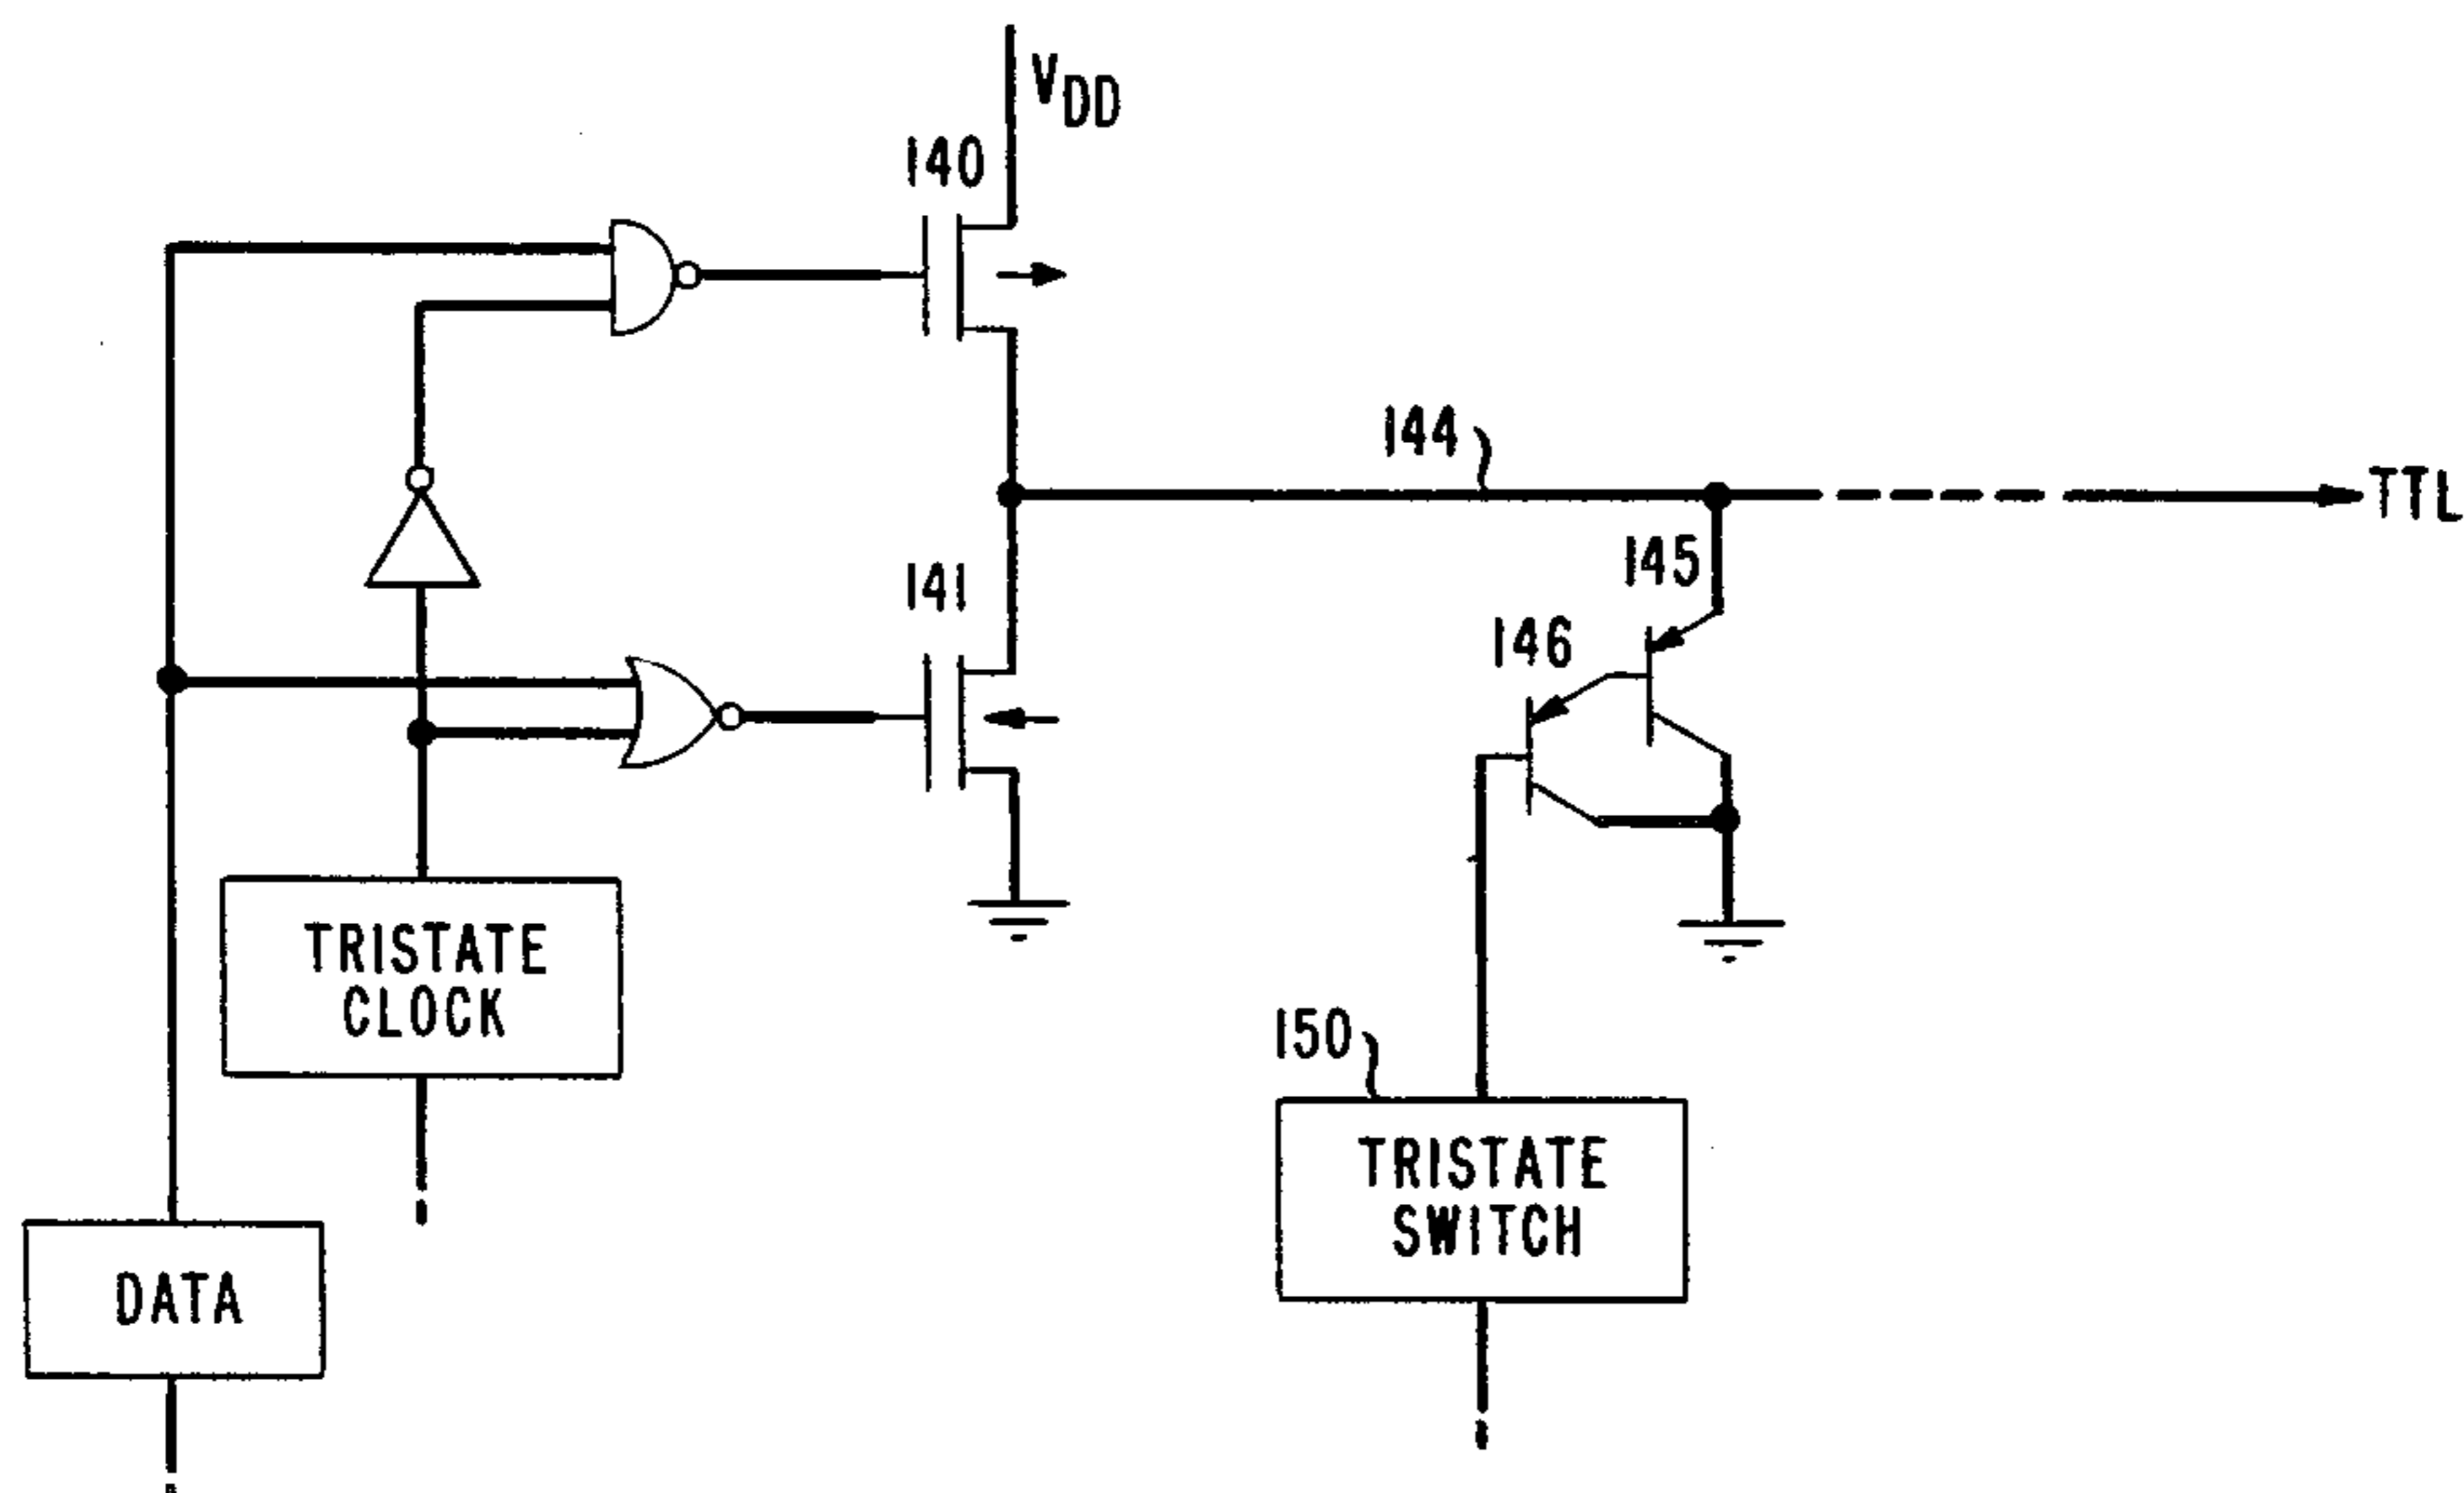 VDD
140
144
TTL
145
141
146
TRISTATE
CLOCK
150
TRISTATE
SWITCH
DATA